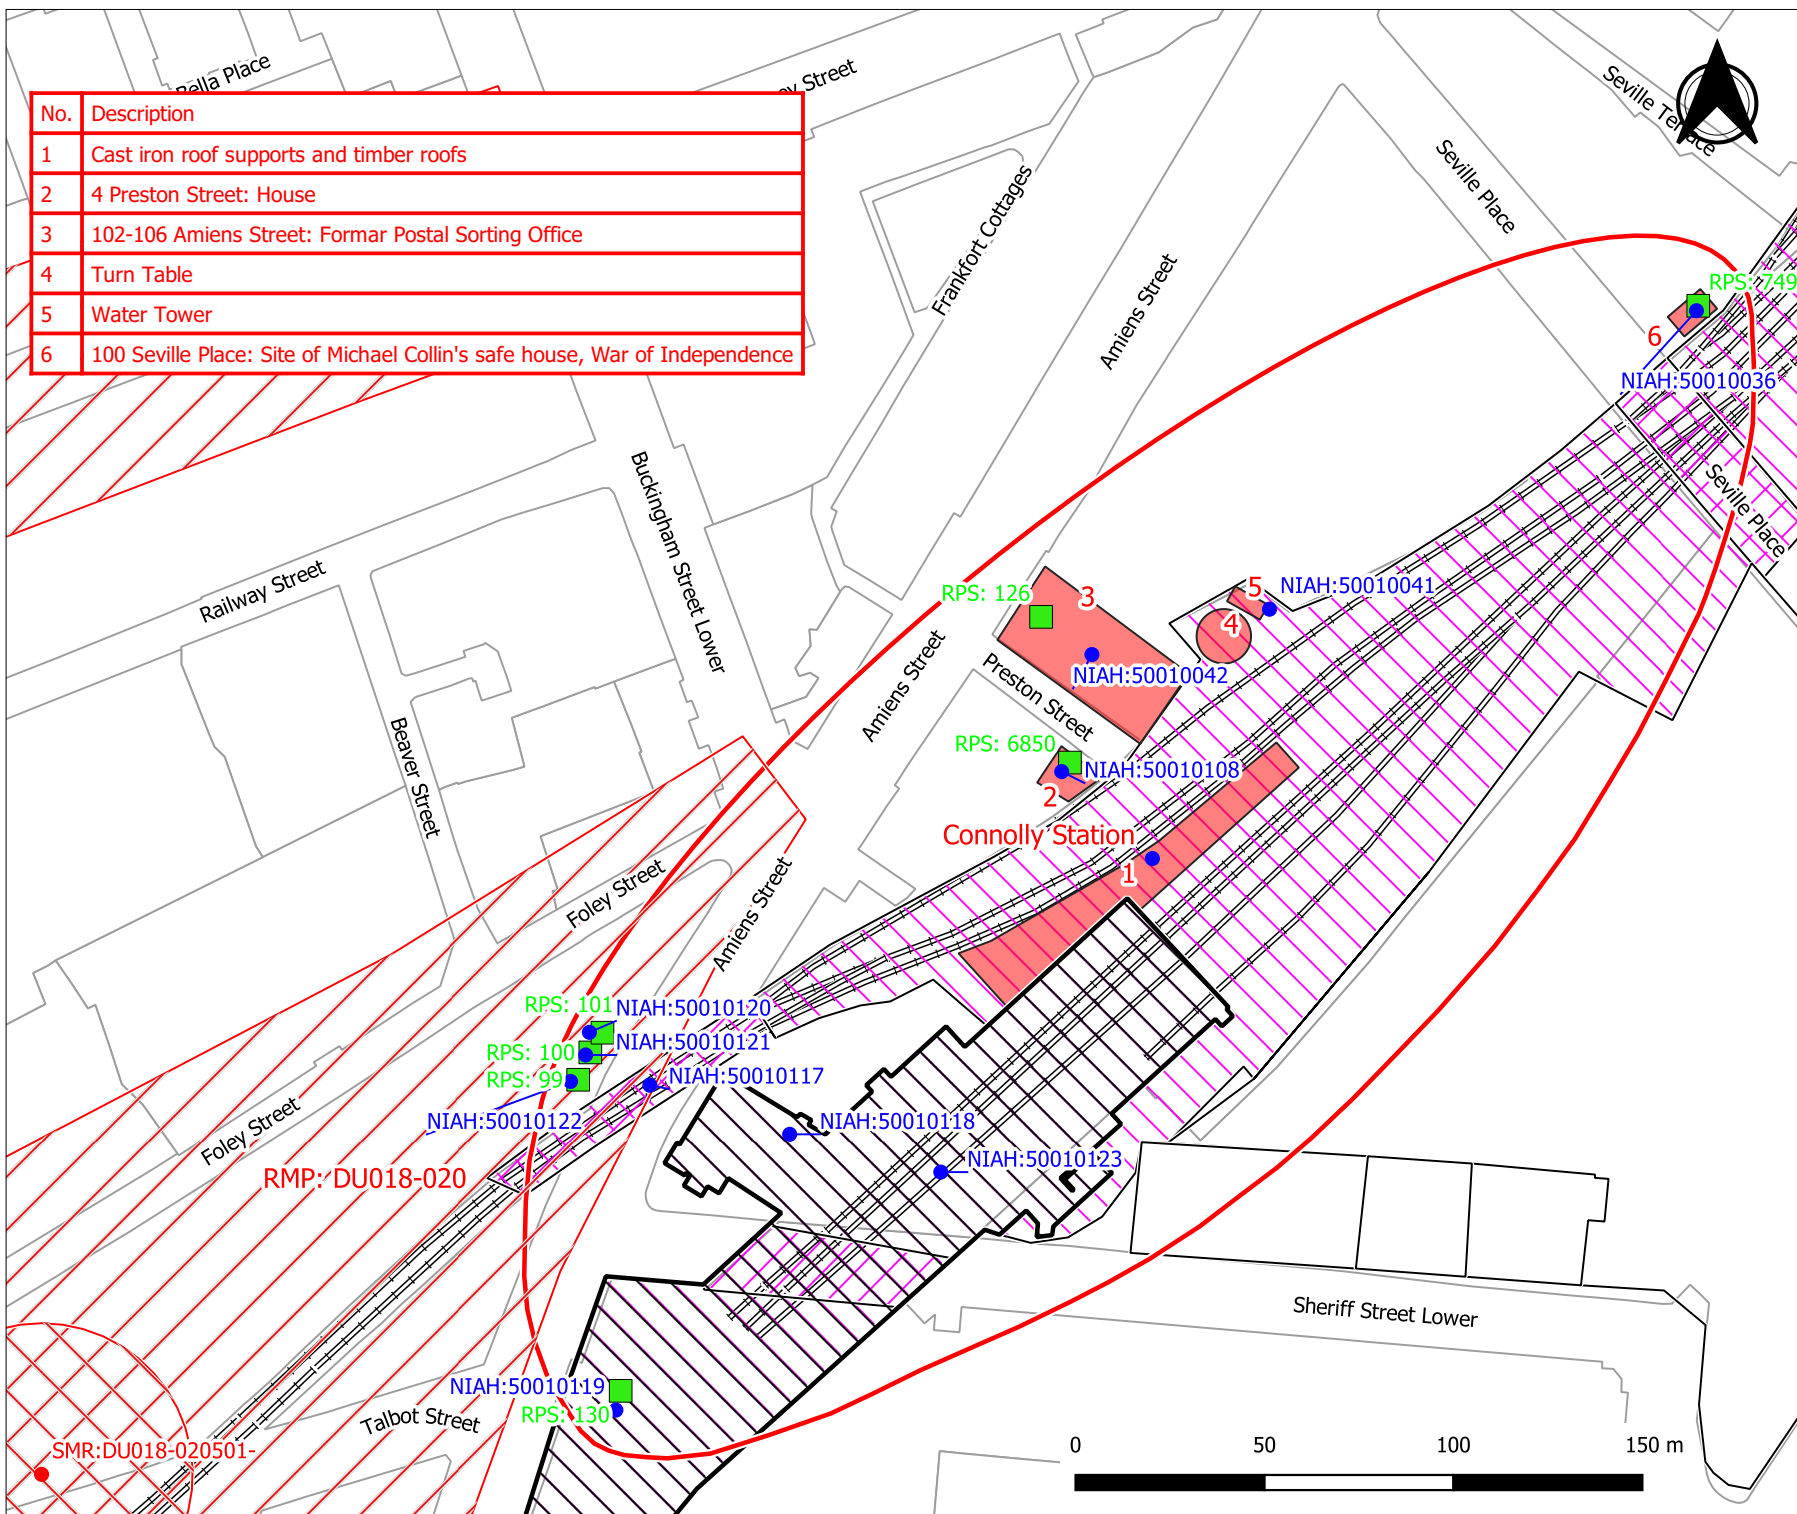 Bella Place
ey Street
Seville Terrace
No. Description
1 Cast iron roof supports and timber roofs
2 4 Preston Street: House
3 102-106 Amiens Street: Formar Postal Sorting Office
4 Turn Table
5 Water Tower
6 100 Seville Place: Site of Michael Collin's safe house, War of Independence
Seville Place
Frankfort Cottages
Amiens Street
RPS: 749
6
NIAH:50010036
Buckingham Street Lower
Seville Place
Railway Street
RPS: 126
3
5
NIAH:50010041
4
NIAH:50010042
Amiens Street
Preston Street
Beaver Street
RPS: 6850
NIAH:50010108
2
Connolly Station
1
Foley Street
Amiens Street
RPS: 101
NIAH:50010120
RPS: 100
NIAH:50010121
RPS: 99
NIAH:50010117
NIAH:50010122
NIAH:50010118
Foley Street
NIAH:50010123
RMP: DU018-020
Sheriff Street Lower
NIAH:50010119
RPS: 130
Talbot Street
SMR:DU018-020501-
0 50 100 150 m